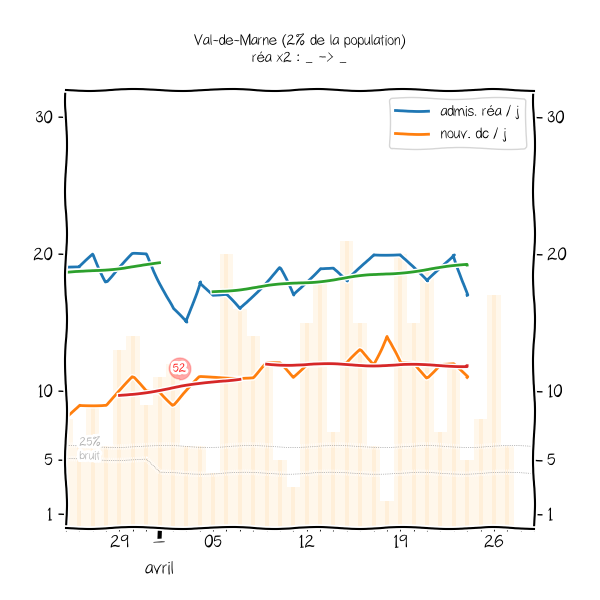 Val-de-Marne (2% de la population)
réa x2 : _ -> _
admis. réa / j
nouv. dc / j
30
30
20
20
52
10
10
25%
bruit
5
5
1
1
29
05
12
19
26
avril